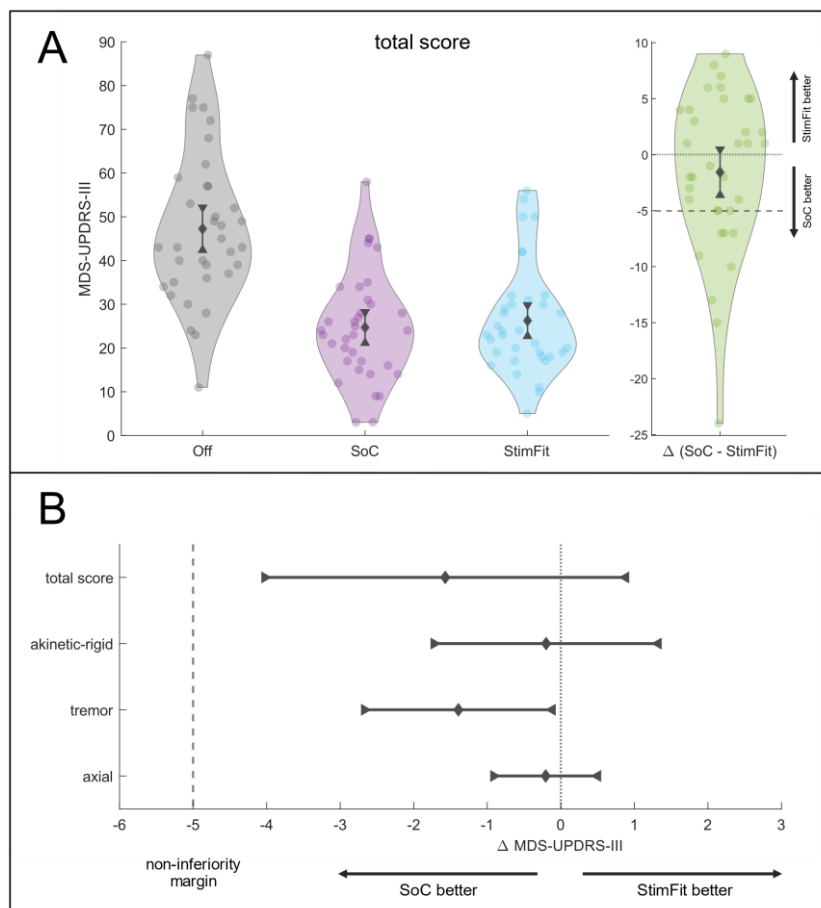 A
total score
MDS-UPDRS-III
90
80
70
60
50
40
30
20
10
0
Off
SoC
StimFit
10
5
0
-5
-10
-15
-20
-25
Δ (SoC - StimFit)
StimFit better
SoC better
B
total score
akinetic-rigid
tremor
axial
-6 -5 -4 -3 -2 -1 0 1 2 3
Δ MDS-UPDRS-III
non-inferiority
margin
SoC better
StimFit better